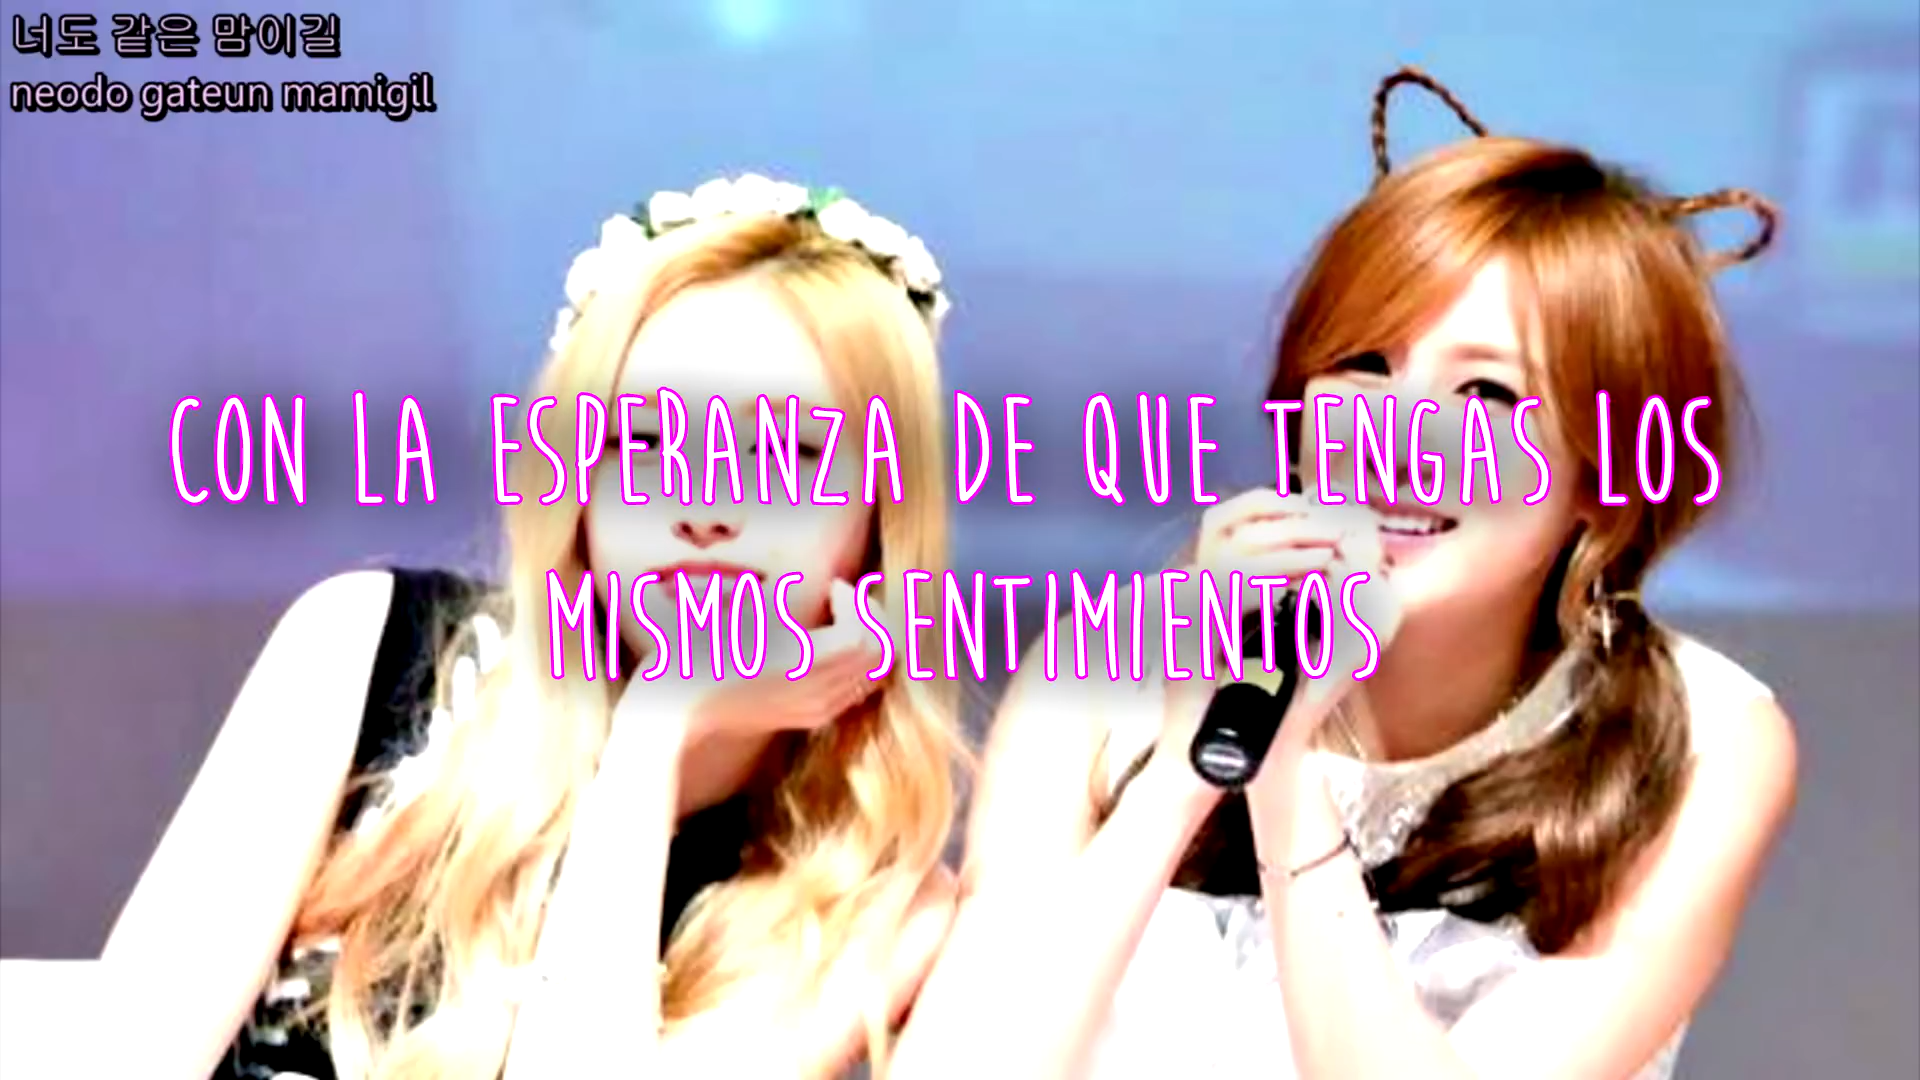 너도 같은 맘이길
neodo gateun mamigil
CON LA ESPERANZA DE QUE TENGAS LOS
MISMOS SENTIMIENTOS